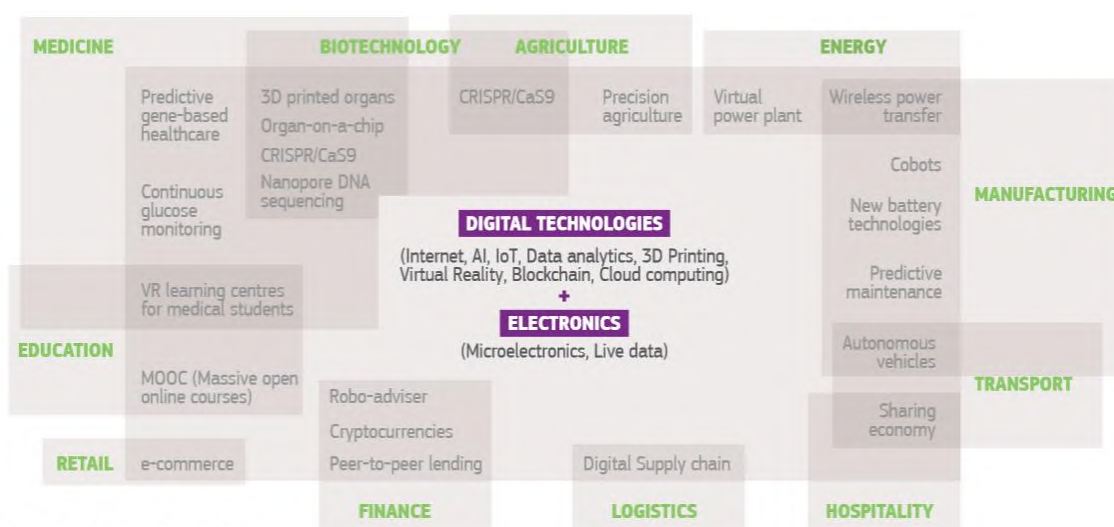 MEDICINE
BIOTECHNOLOGY
AGRICULTURE
ENERGY
Predictive
gene-based
healthcare
3D printed organs
Organ-on-a-chip
CRISPR/CaS9
Nanopore DNA
sequencing
CRISPR/CaS9
Precision
agriculture
Virtual
power plant
Wireless power
transfer
Cobots
MANUFACTURING
Continuous
glucose
monitoring
New battery
technologies
DIGITAL TECHNOLOGIES
(Internet, AI, IoT, Data analytics, 3D Printing,
Virtual Reality, Blockchain, Cloud computing)
+
ELECTRONICS
(Microelectronics, Live data)
Predictive
maintenance
VR learning centres
for medical students
EDUCATION
Autonomous
vehicles
TRANSPORT
MOOC (Massive open
online courses)
Robo-adviser
Cryptocurrencies
Peer-to-peer lending
Sharing
economy
RETAIL
e-commerce
Digital Supply chain
FINANCE
LOGISTICS
HOSPITALITY